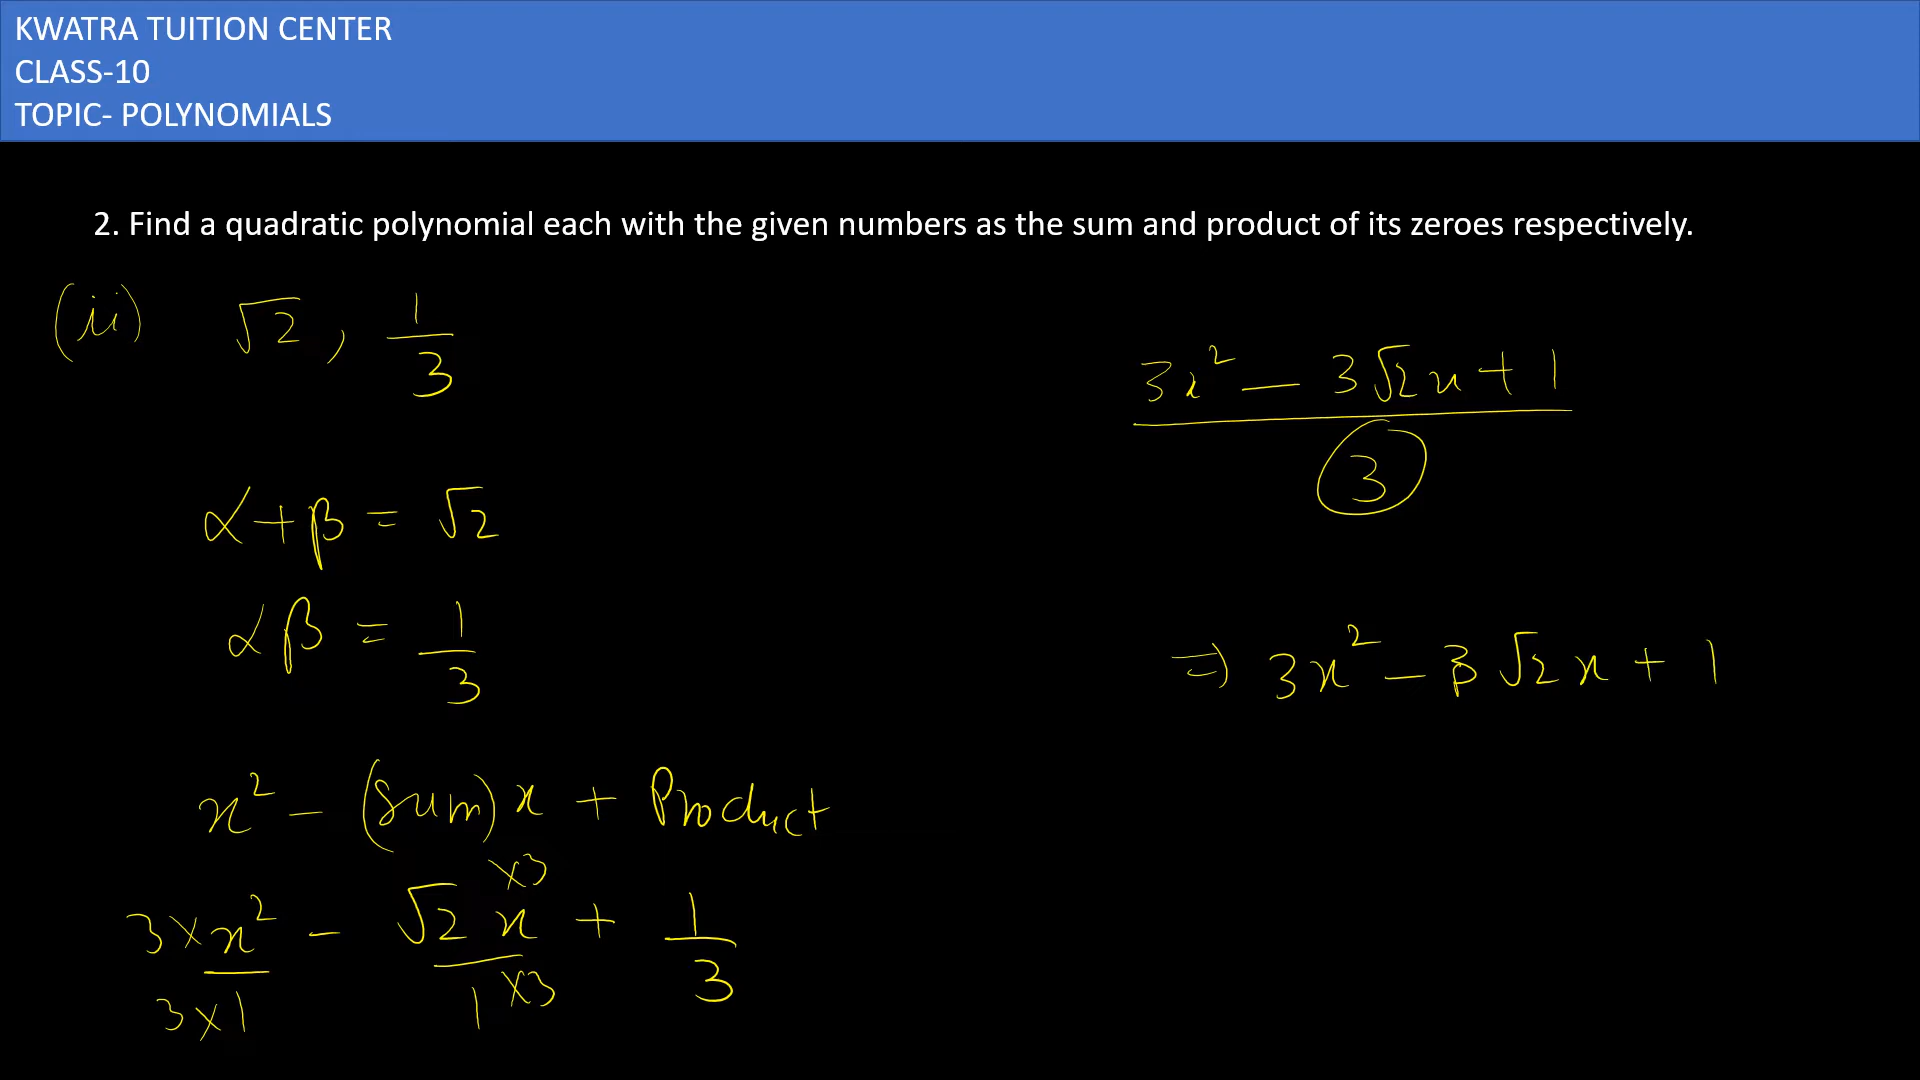 KWATRA TUITION CENTER
CLASS-10
TOPIC- POLYNOMIALS
2. Find a quadratic polynomial each with the given numbers as the sum and product of its zeroes respectively.
(ii) √2, 1/3
α+β = √2
αβ = 1/3
x² - (sum)x + Product
3×x²/3×1 - √2x×3/1×3 + 1/3
3x² - 3√2x + 1
3
⇒ 3x² - 3√2x + 1